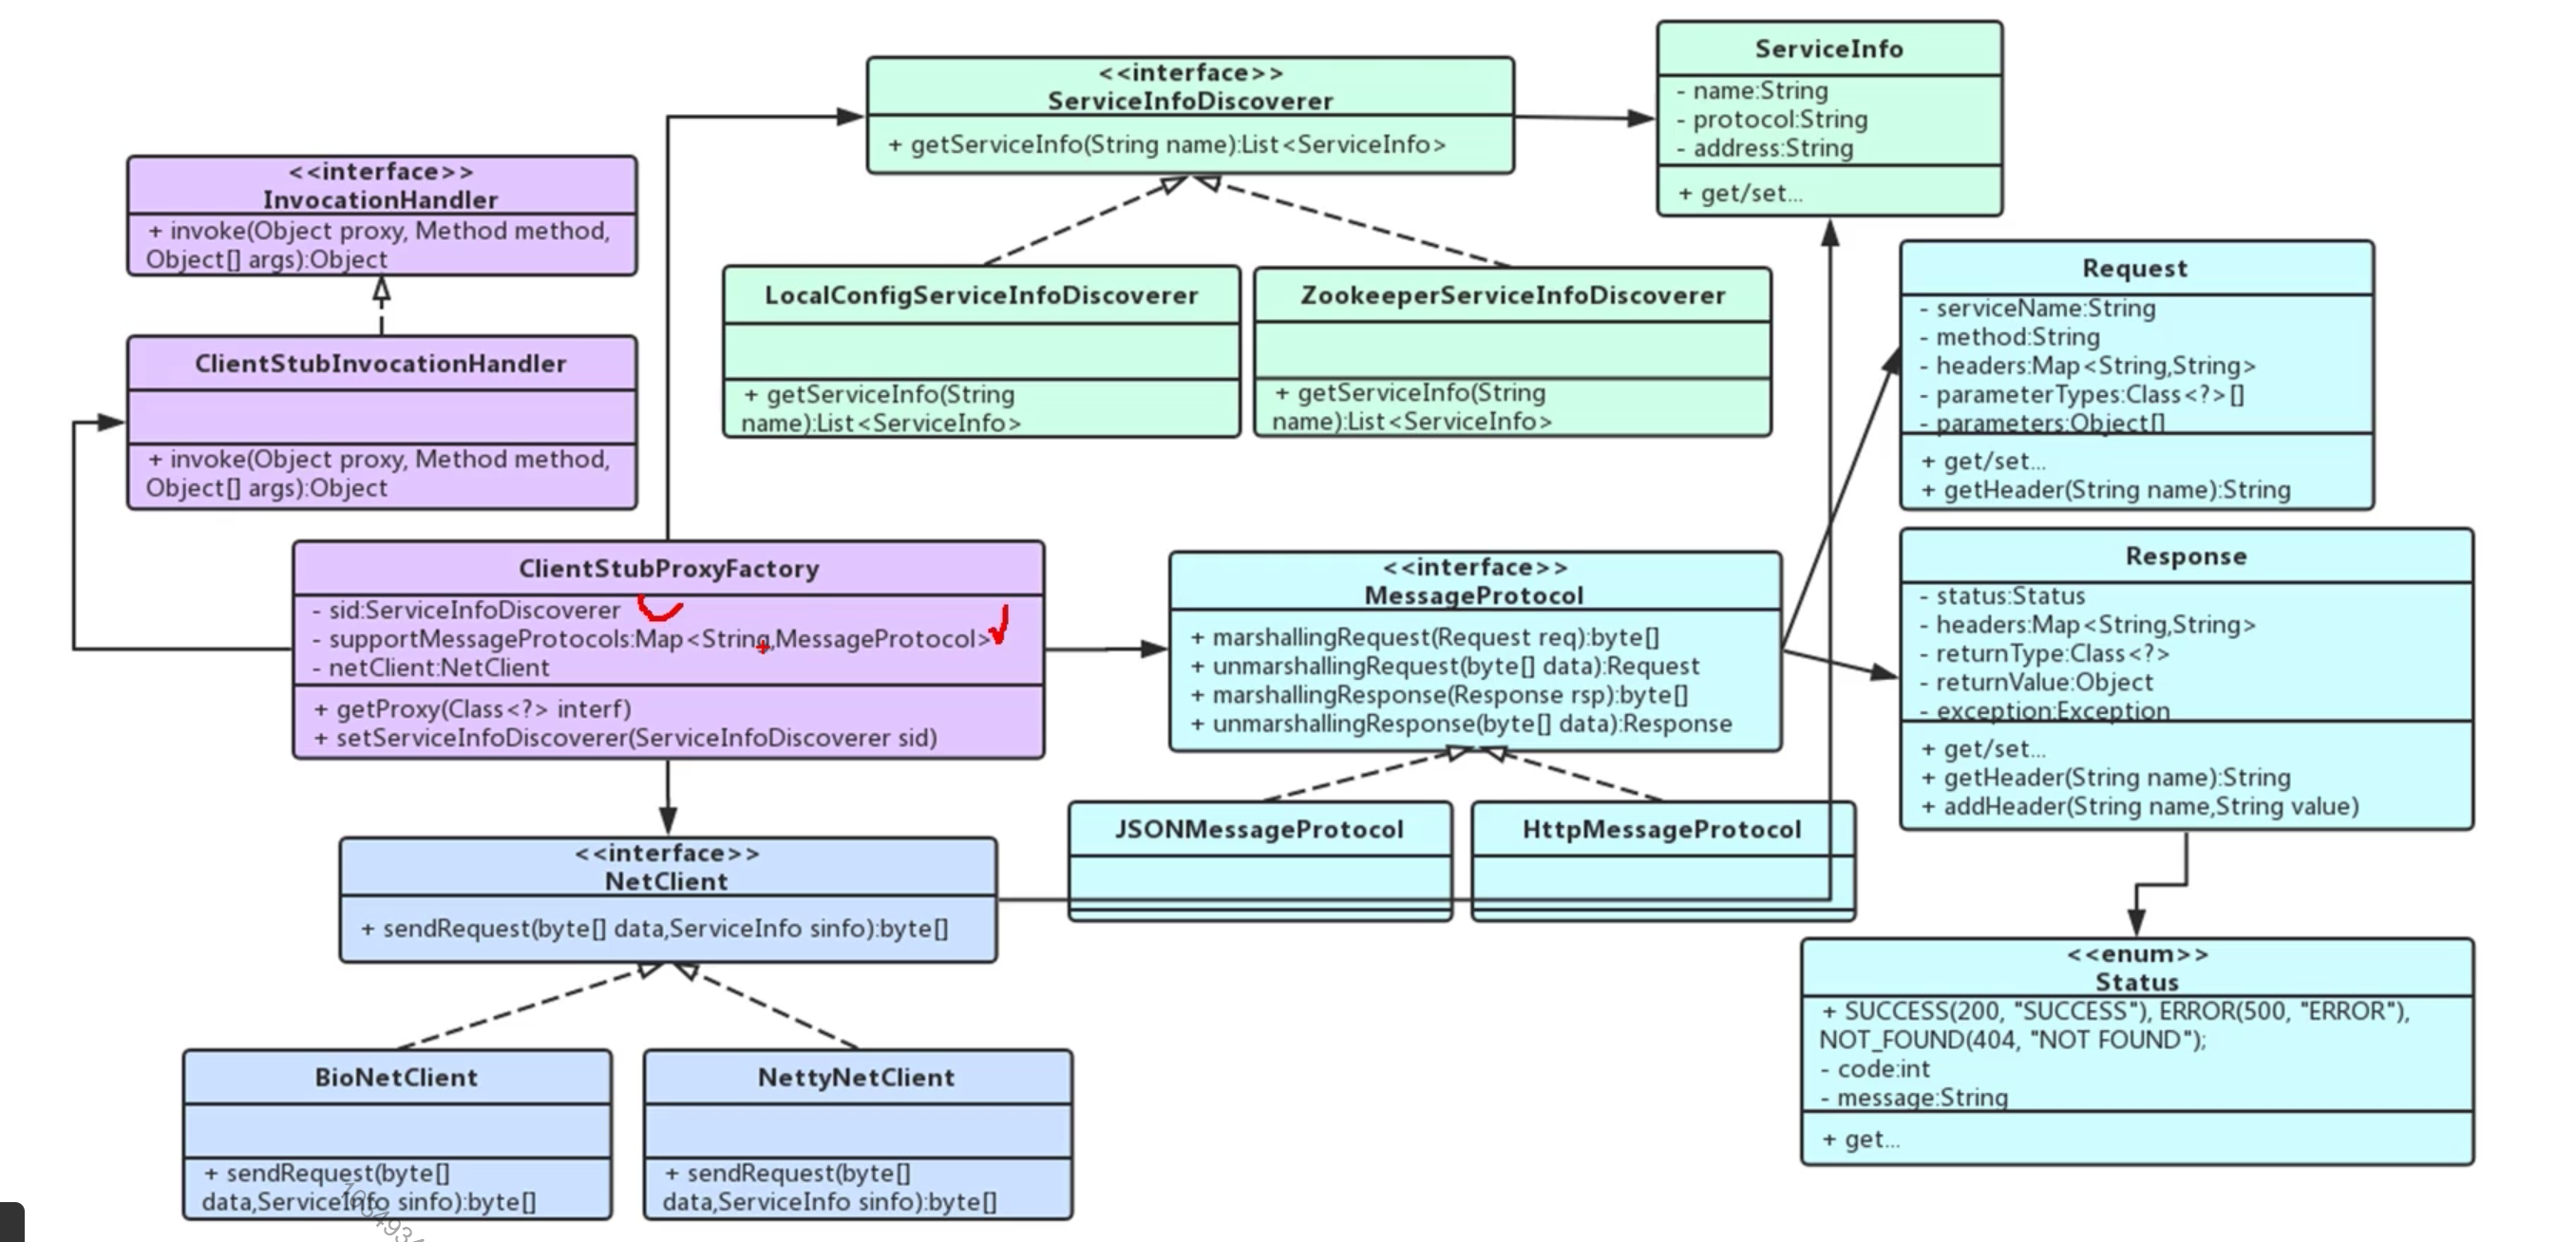 <<interface>>
InvocationHandler
+ invoke(Object proxy, Method method,
Object[] args):Object
ClientStubInvocationHandler
+ invoke(Object proxy, Method method,
Object[] args):Object
<<interface>>
ServiceInfoDiscoverer
+ getServiceInfo(String name):List<ServiceInfo>
ServiceInfo
- name:String
- protocol:String
- address:String
+ get/set...
LocalConfigServiceInfoDiscoverer
+ getServiceInfo(String
name):List<ServiceInfo>
ZookeeperServiceInfoDiscoverer
+ getServiceInfo(String
name):List<ServiceInfo>
Request
- serviceName:String
- method:String
- headers:Map<String,String>
- parameterTypes:Class<?>[]
- parameters:Object[]
+ get/set...
+ getHeader(String name):String
ClientStubProxyFactory
- sid:ServiceInfoDiscoverer
- supportMessageProtocols:Map<String,MessageProtocol>
- netClient:NetClient
+ getProxy(Class<?> interf)
+ setServiceInfoDiscoverer(ServiceInfoDiscoverer sid)
<<interface>>
MessageProtocol
+ marshallingRequest(Request req):byte[]
+ unmarshallingRequest(byte[] data):Request
+ marshallingResponse(Response rsp):byte[]
+ unmarshallingResponse(byte[] data):Response
Response
- status:Status
- headers:Map<String,String>
- returnType:Class<?>
- returnValue:Object
- exception:Exception
+ get/set...
+ getHeader(String name):String
+ addHeader(String name,String value)
JSONMessageProtocol
HttpMessageProtocol
<<interface>>
NetClient
+ sendRequest(byte[] data,ServiceInfo sinfo):byte[]
<<enum>>
Status
+ SUCCESS(200, "SUCCESS"), ERROR(500, "ERROR"),
NOT_FOUND(404, "NOT FOUND");
- code:int
- message:String
+ get...
BioNetClient
+ sendRequest(byte[]
data,ServiceInfo sinfo):byte[]
NettyNetClient
+ sendRequest(byte[]
data,ServiceInfo sinfo):byte[]